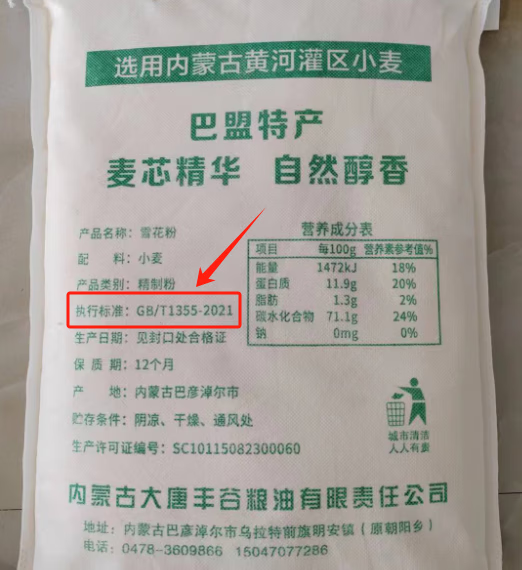 选用内蒙古黄河灌区小麦
巴盟特产
麦芯精华 自然醇香
产品名称：雪花粉
配 料：小麦
产品类别：精制粉
执行标准：GB/T1355-2021
生产日期：见封口处合格证
保 质 期：12个月
产 地：内蒙古巴彦淖尔市
贮存条件：阴凉、干燥、通风处
生产许可证编号：SC10115082300060
营养成分表
项目 每100g 营养素参考值%
能量 1472kJ 18%
蛋白质 11.9g 20%
脂肪 1.3g 2%
碳水化合物 71.1g 24%
钠 0mg 0%
城市清洁
人人有责
内蒙古大唐丰谷粮油有限责任公司
地址：内蒙古巴彦淖尔市乌拉特前旗明安镇（原朝阳乡）
电话：0478-3609866 15047077286